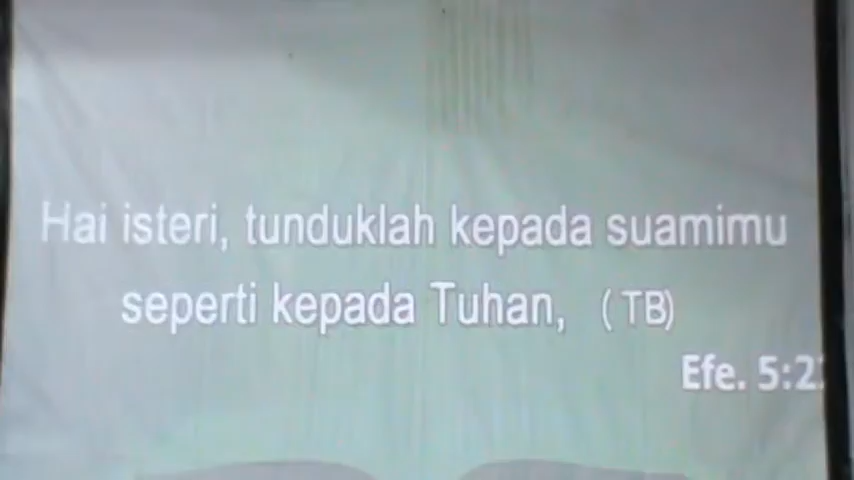 Hai isteri, tunduklah kepada suamimu
seperti kepada Tuhan, (TB)
Efe. 5:2